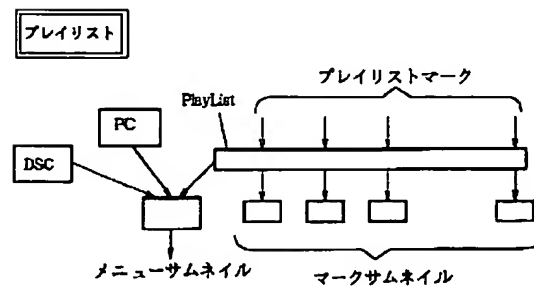 プレイリスト
プレイリストマーク
PlayList
PC
DSC
メニューサムネイル
マークサムネイル